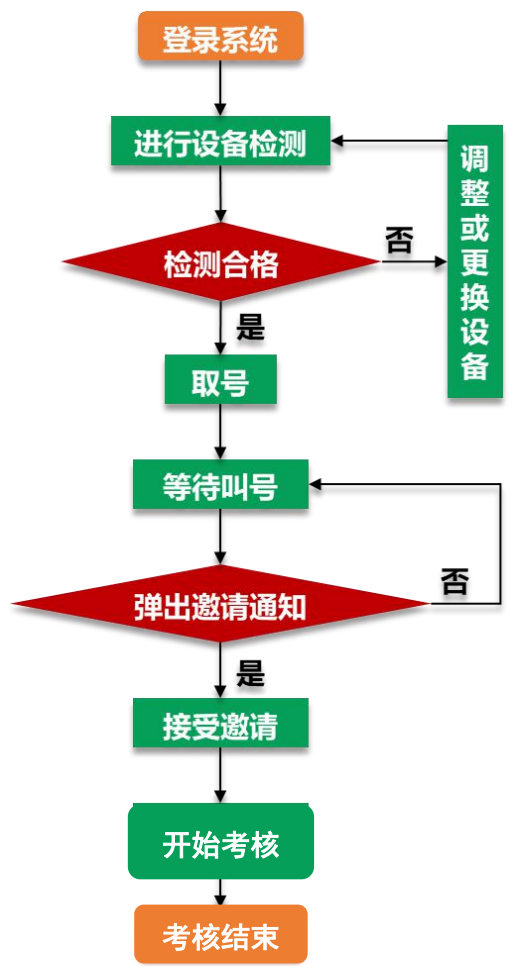 登录系统
进行设备检测
检测合格
否
调整或更换设备
是
取号
等待叫号
弹出邀请通知
否
是
接受邀请
开始考核
考核结束